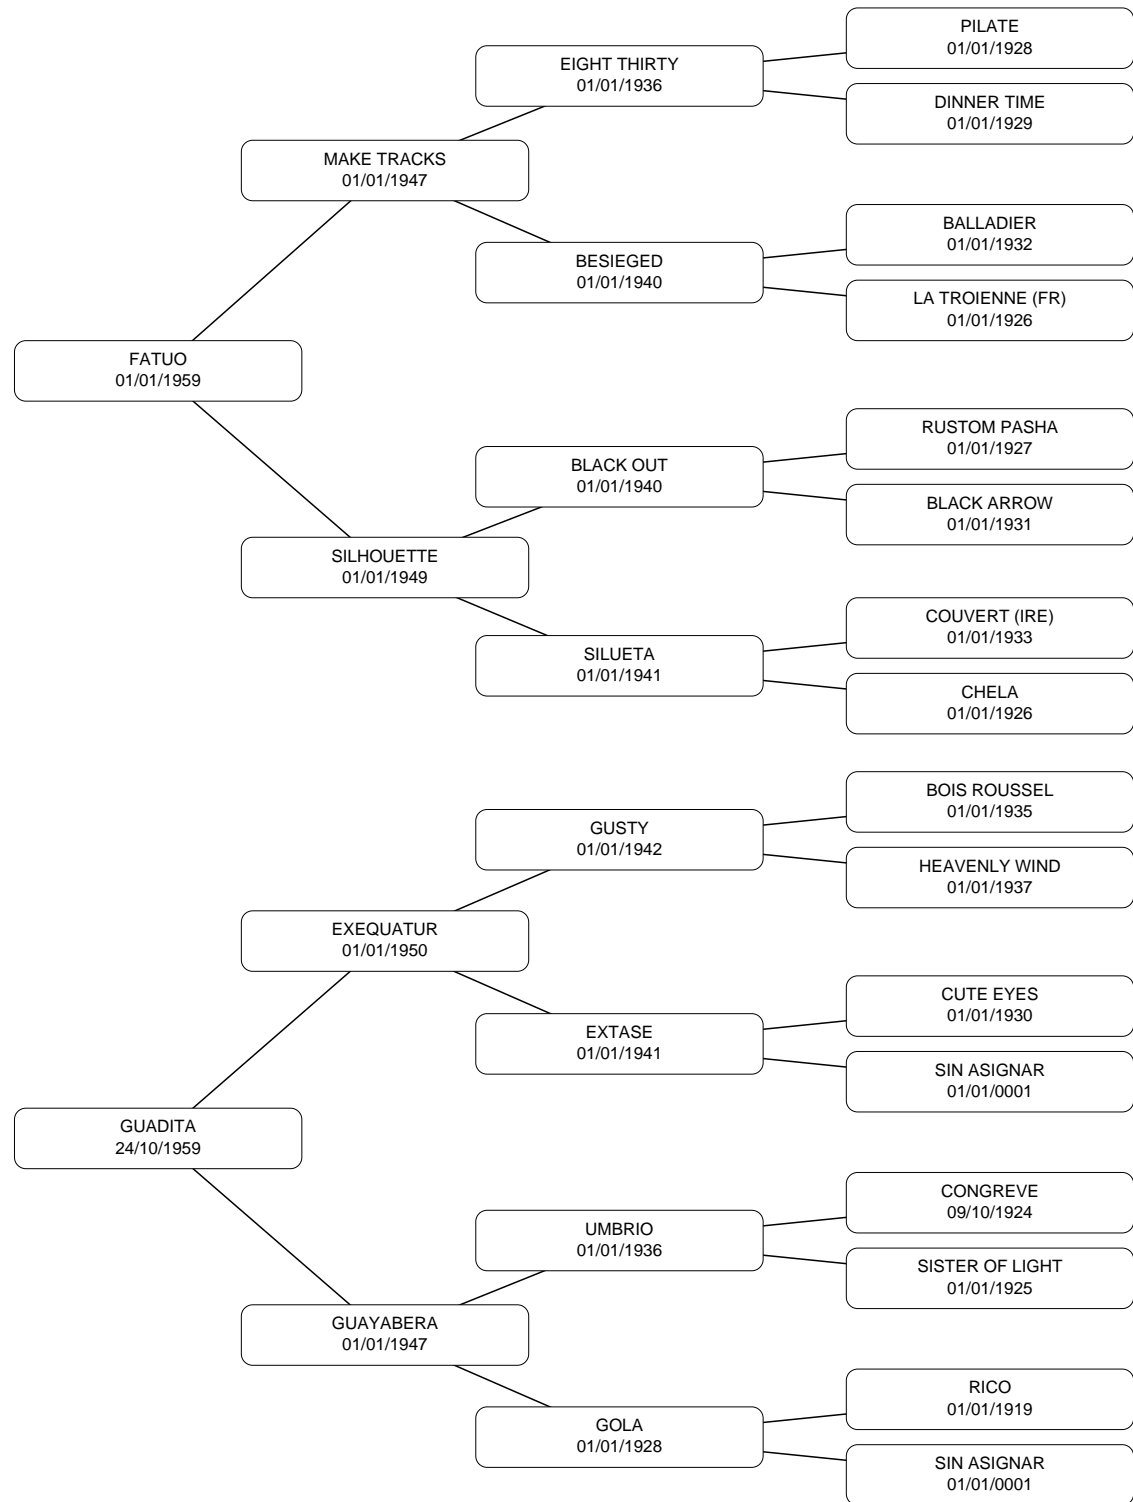 PILATE
01/01/1928
EIGHT THIRTY
01/01/1936
DINNER TIME
01/01/1929
MAKE TRACKS
01/01/1947
BALLADIER
01/01/1932
BESIEGED
01/01/1940
LA TROIENNE (FR)
01/01/1926
FATUO
01/01/1959
RUSTOM PASHA
01/01/1927
BLACK OUT
01/01/1940
BLACK ARROW
01/01/1931
SILHOUETTE
01/01/1949
COUVERT (IRE)
01/01/1933
SILUETA
01/01/1941
CHELA
01/01/1926
BOIS ROUSSEL
01/01/1935
GUSTY
01/01/1942
HEAVENLY WIND
01/01/1937
EXEQUATUR
01/01/1950
CUTE EYES
01/01/1930
EXTASE
01/01/1941
SIN ASIGNAR
01/01/0001
GUADITA
24/10/1959
CONGREVE
09/10/1924
UMBRIO
01/01/1936
SISTER OF LIGHT
01/01/1925
GUAYABERA
01/01/1947
RICO
01/01/1919
GOLA
01/01/1928
SIN ASIGNAR
01/01/0001